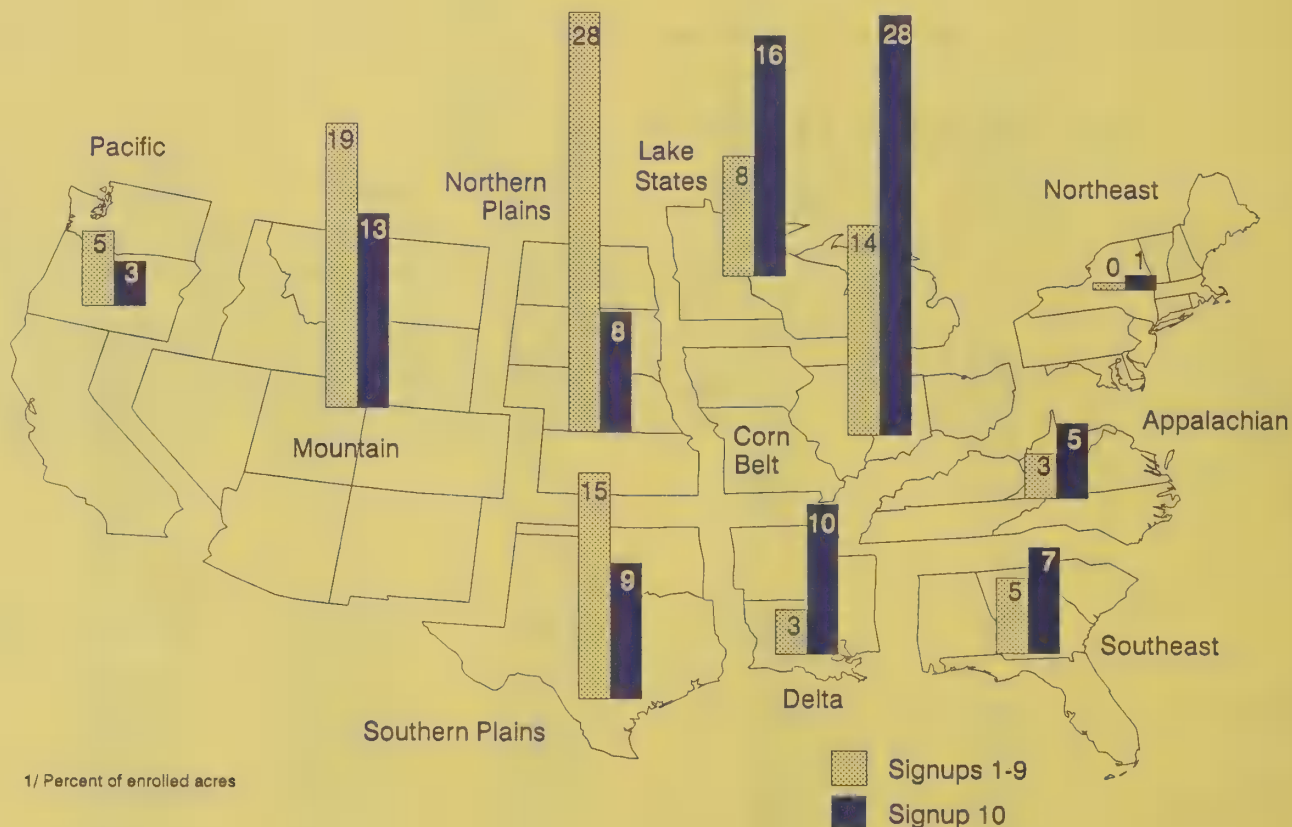 28
16
28
19
Pacific
Northern
Plains
Lake
States
8
Northeast
13
5
3
14
0 1
8
Mountain
Corn
Belt
Appalachian
3 5
15
10
9
3
5 7
Southeast
Delta
Southern Plains
1/ Percent of enrolled acres
Signups 1-9
Signup 10